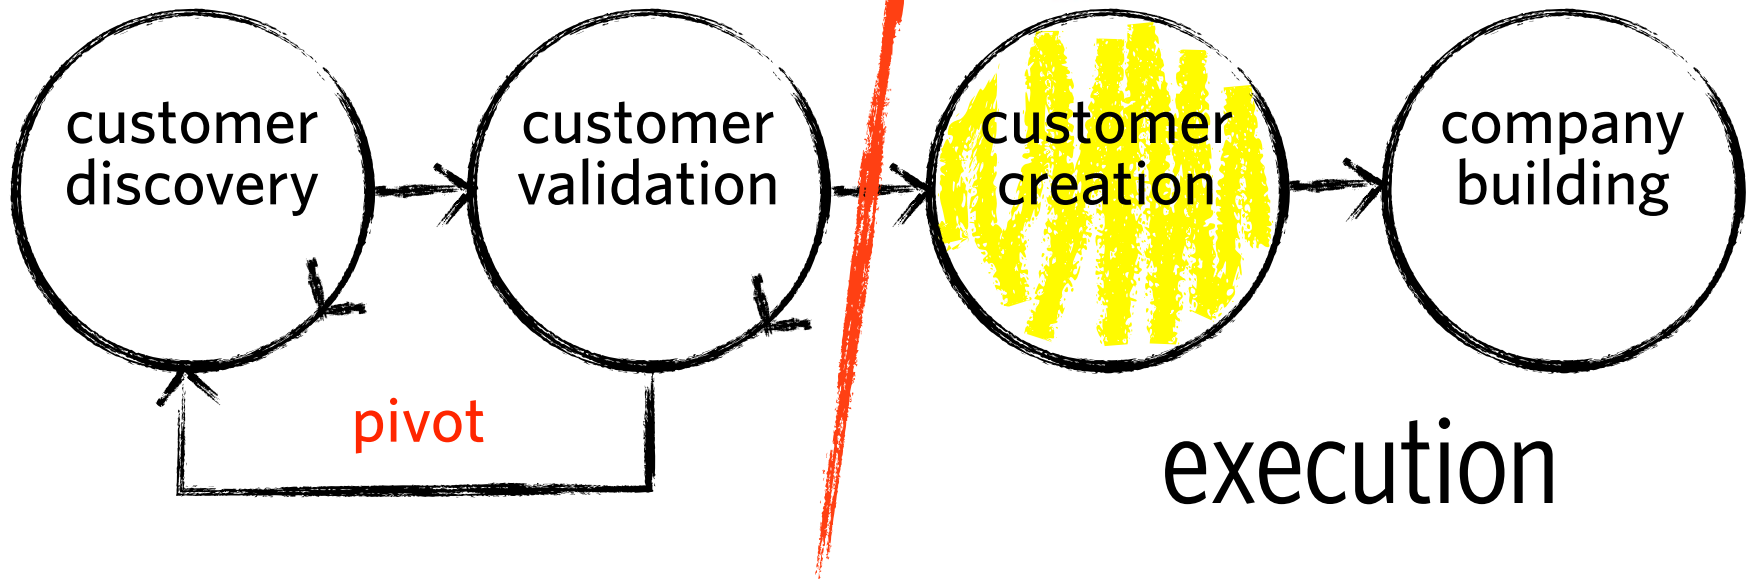 customer
discovery
customer
validation
customer
creation
company
building
pivot
execution